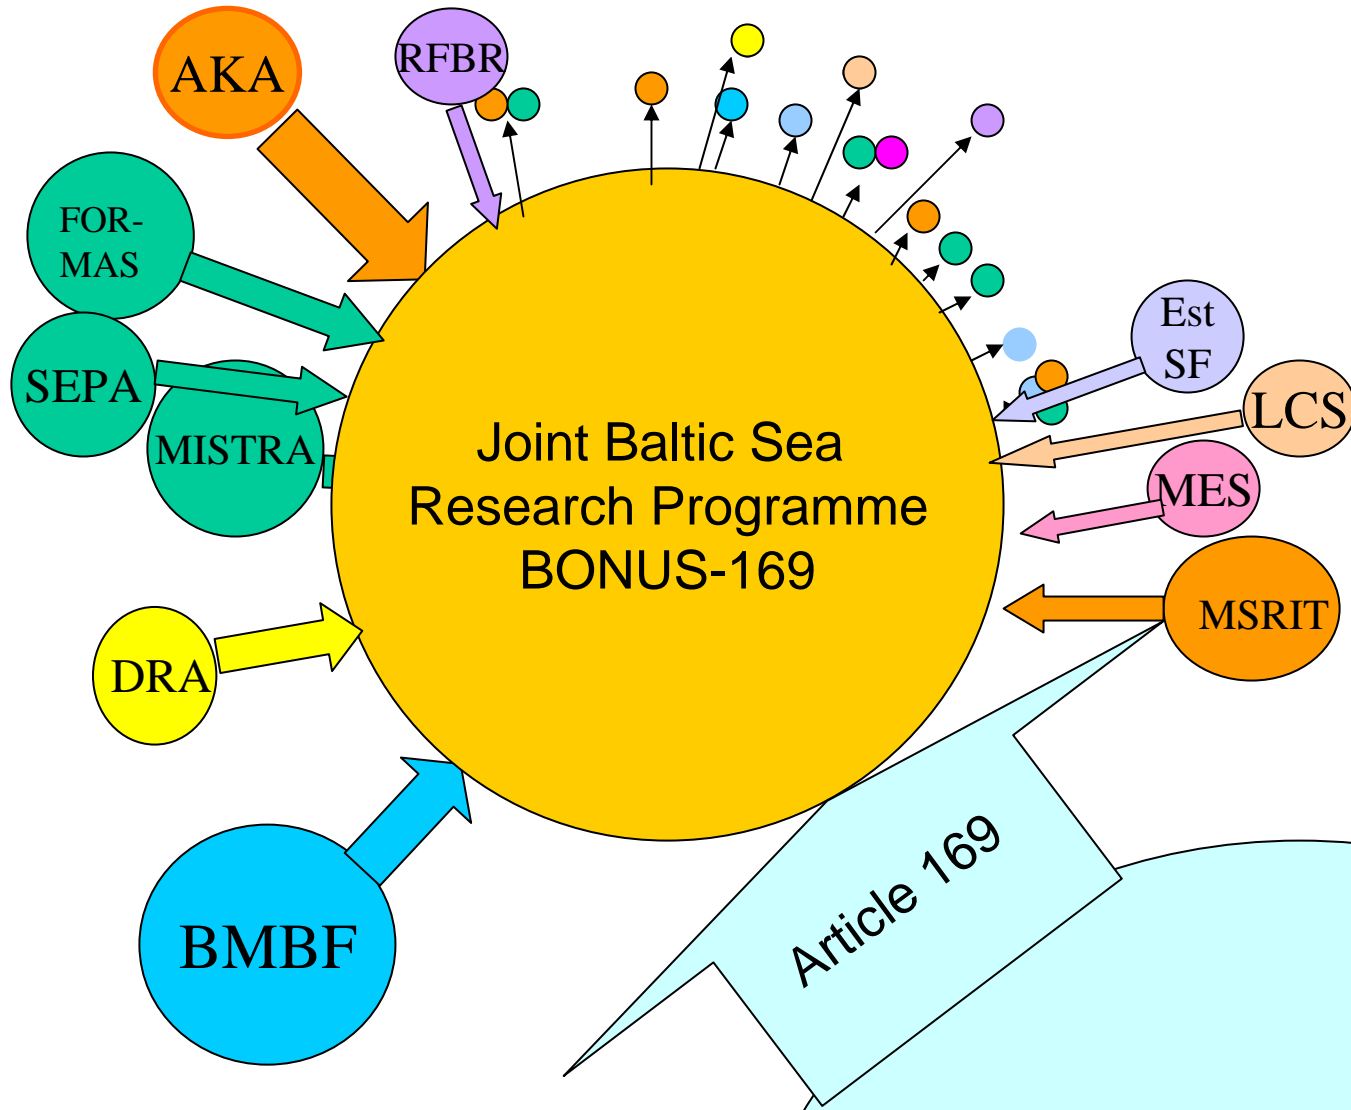 AKA
RFBR
FOR-
MAS
SEPA
MISTRA
DRA
BMBF
Joint Baltic Sea
Research Programme
BONUS-169
Est
SF
LCS
MES
MSRIT
Article 169